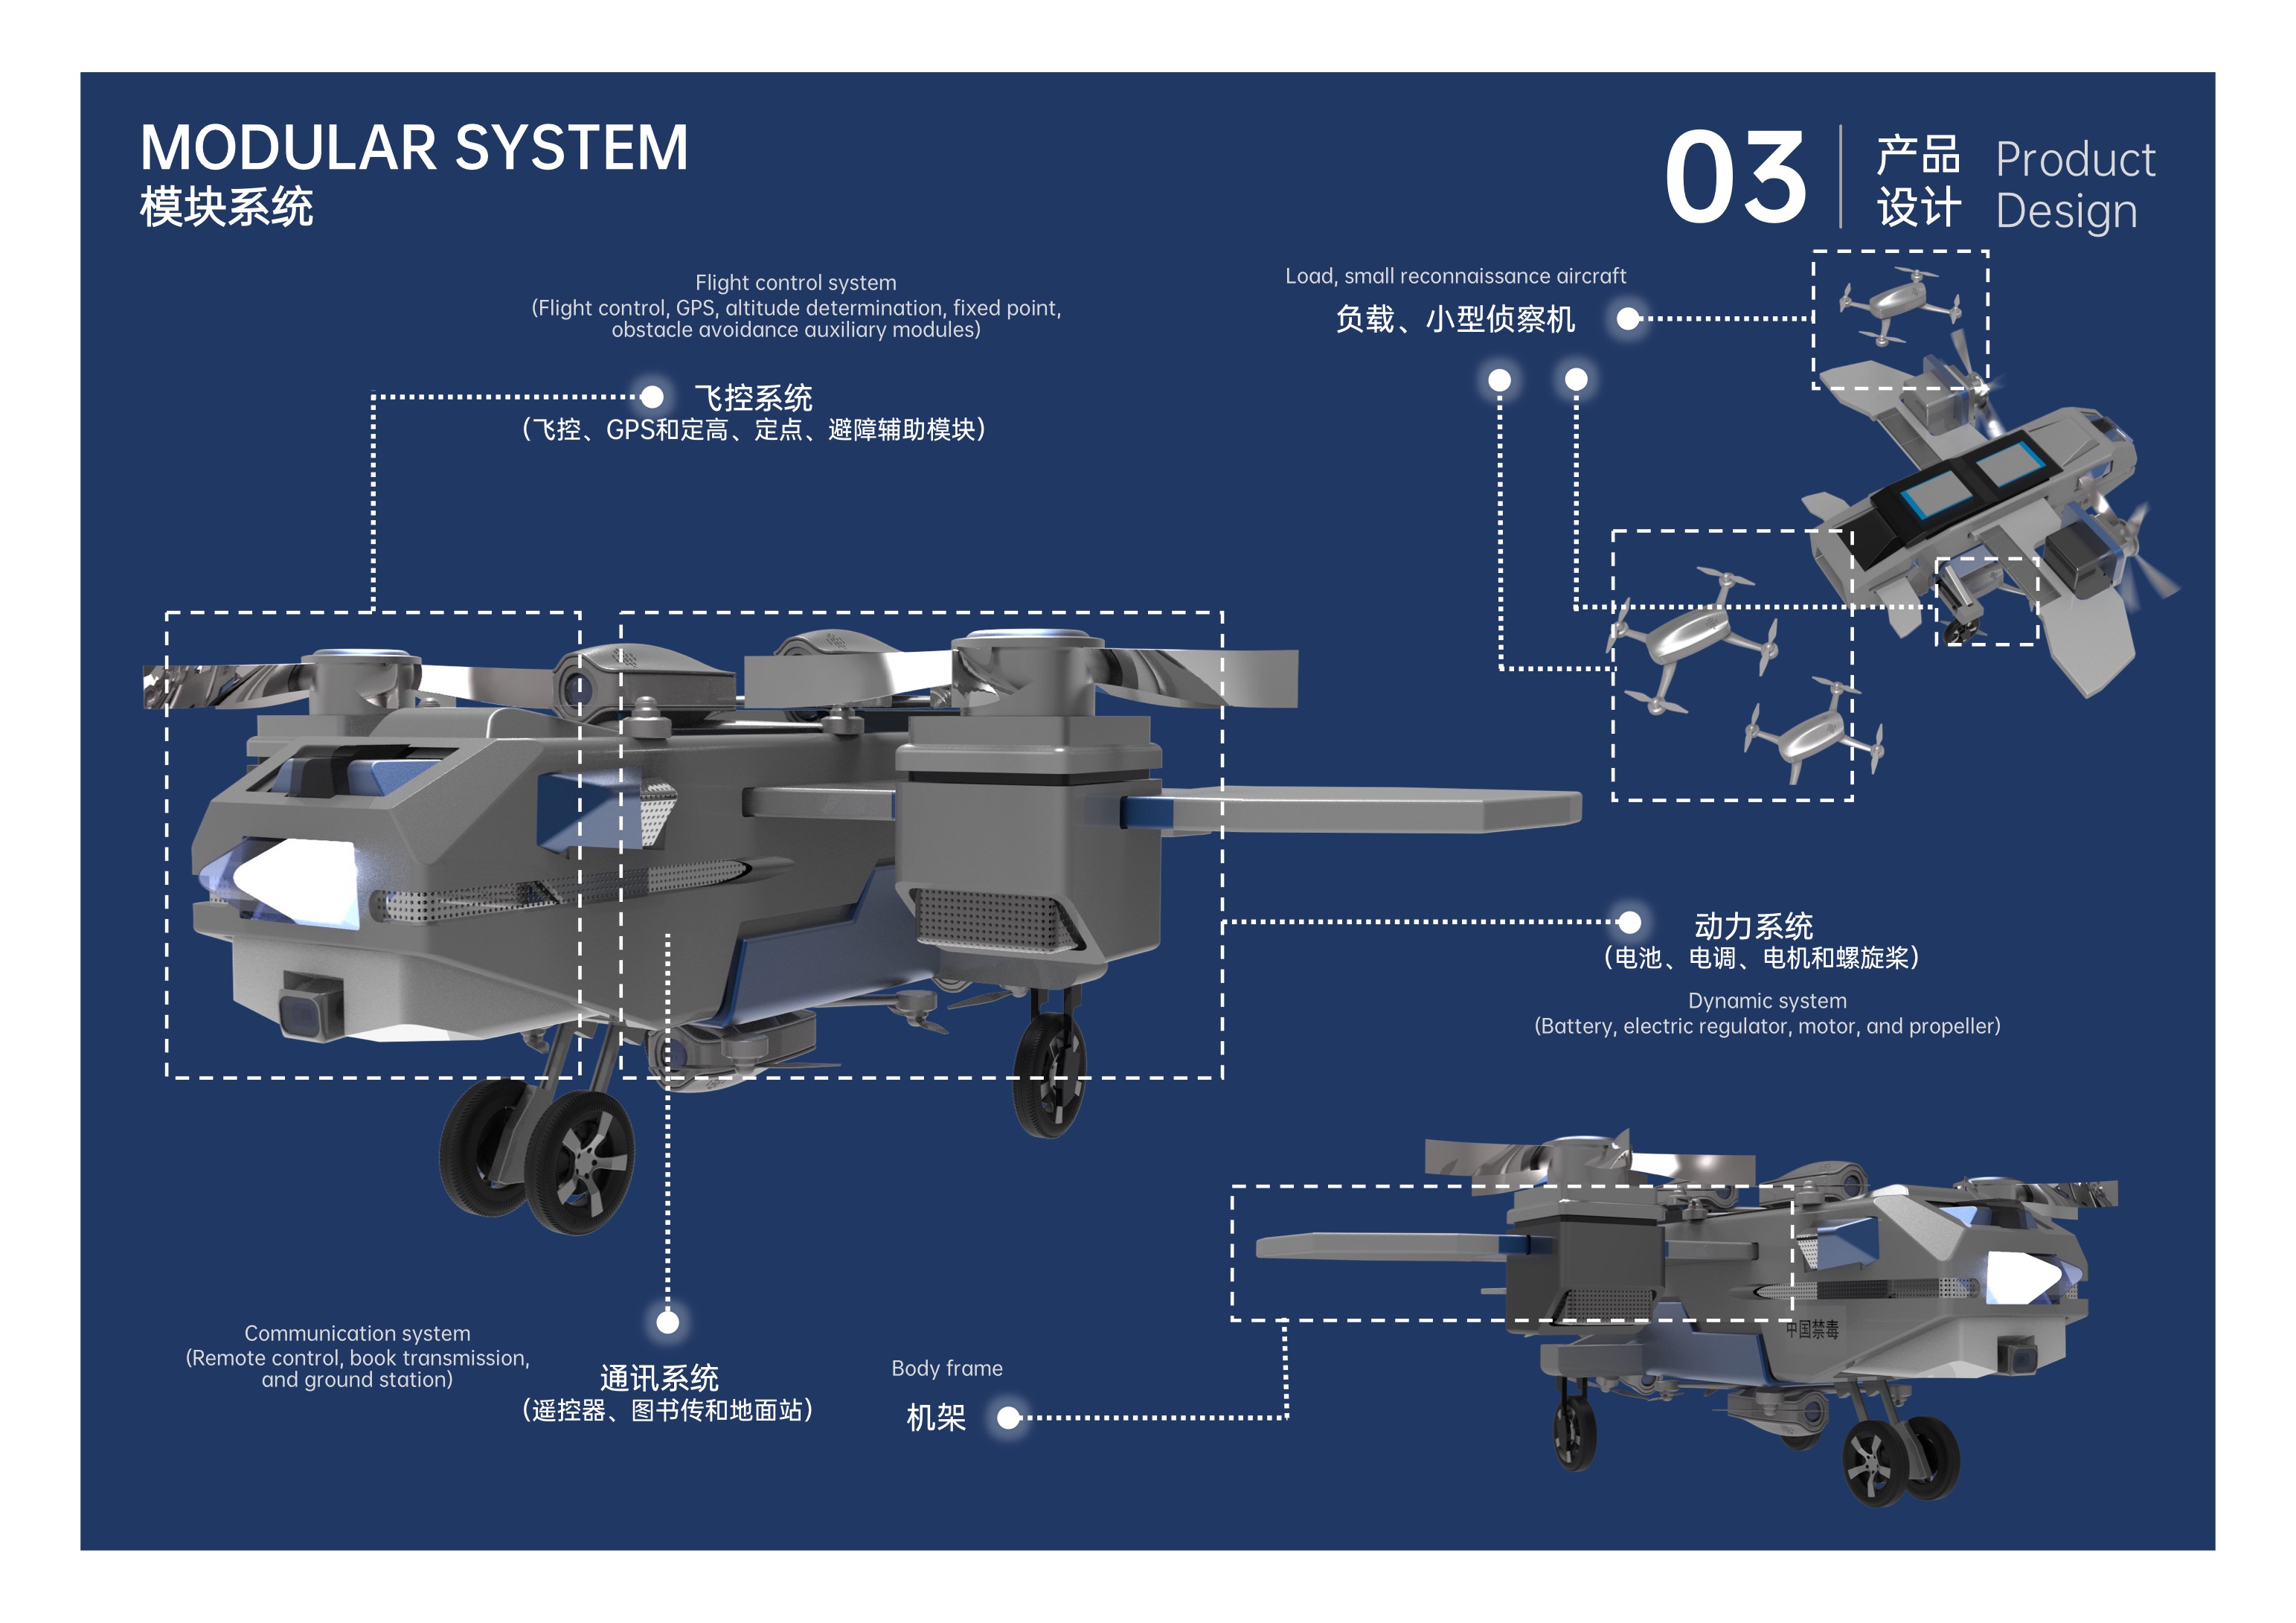 MODULAR SYSTEM
模块系统
03
产品
设计
Product
Design
Flight control system
(Flight control, GPS, altitude determination, fixed point,
obstacle avoidance auxiliary modules)
飞控系统
（飞控、GPS和定高、定点、避障辅助模块）
Load, small reconnaissance aircraft
负载、小型侦察机
动力系统
（电池、电调、电机和螺旋桨）
Dynamic system
(Battery, electric regulator, motor, and propeller)
Communication system
(Remote control, book transmission,
and ground station)
通讯系统
（遥控器、图书传和地面站）
Body frame
机架
中国禁毒